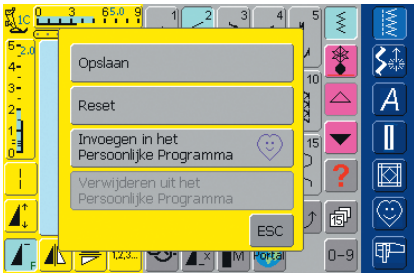 1C 0 3 65.0 9 1 2 3 4 5
5 2.0
4
3
2
1
0
10
15
Opslaan
Reset
Invoegen in het
Persoonlijke Programma
Verwijderen uit het
Persoonlijke Programma
ESC
?
A
F 1,2,3... M Portal 0-9